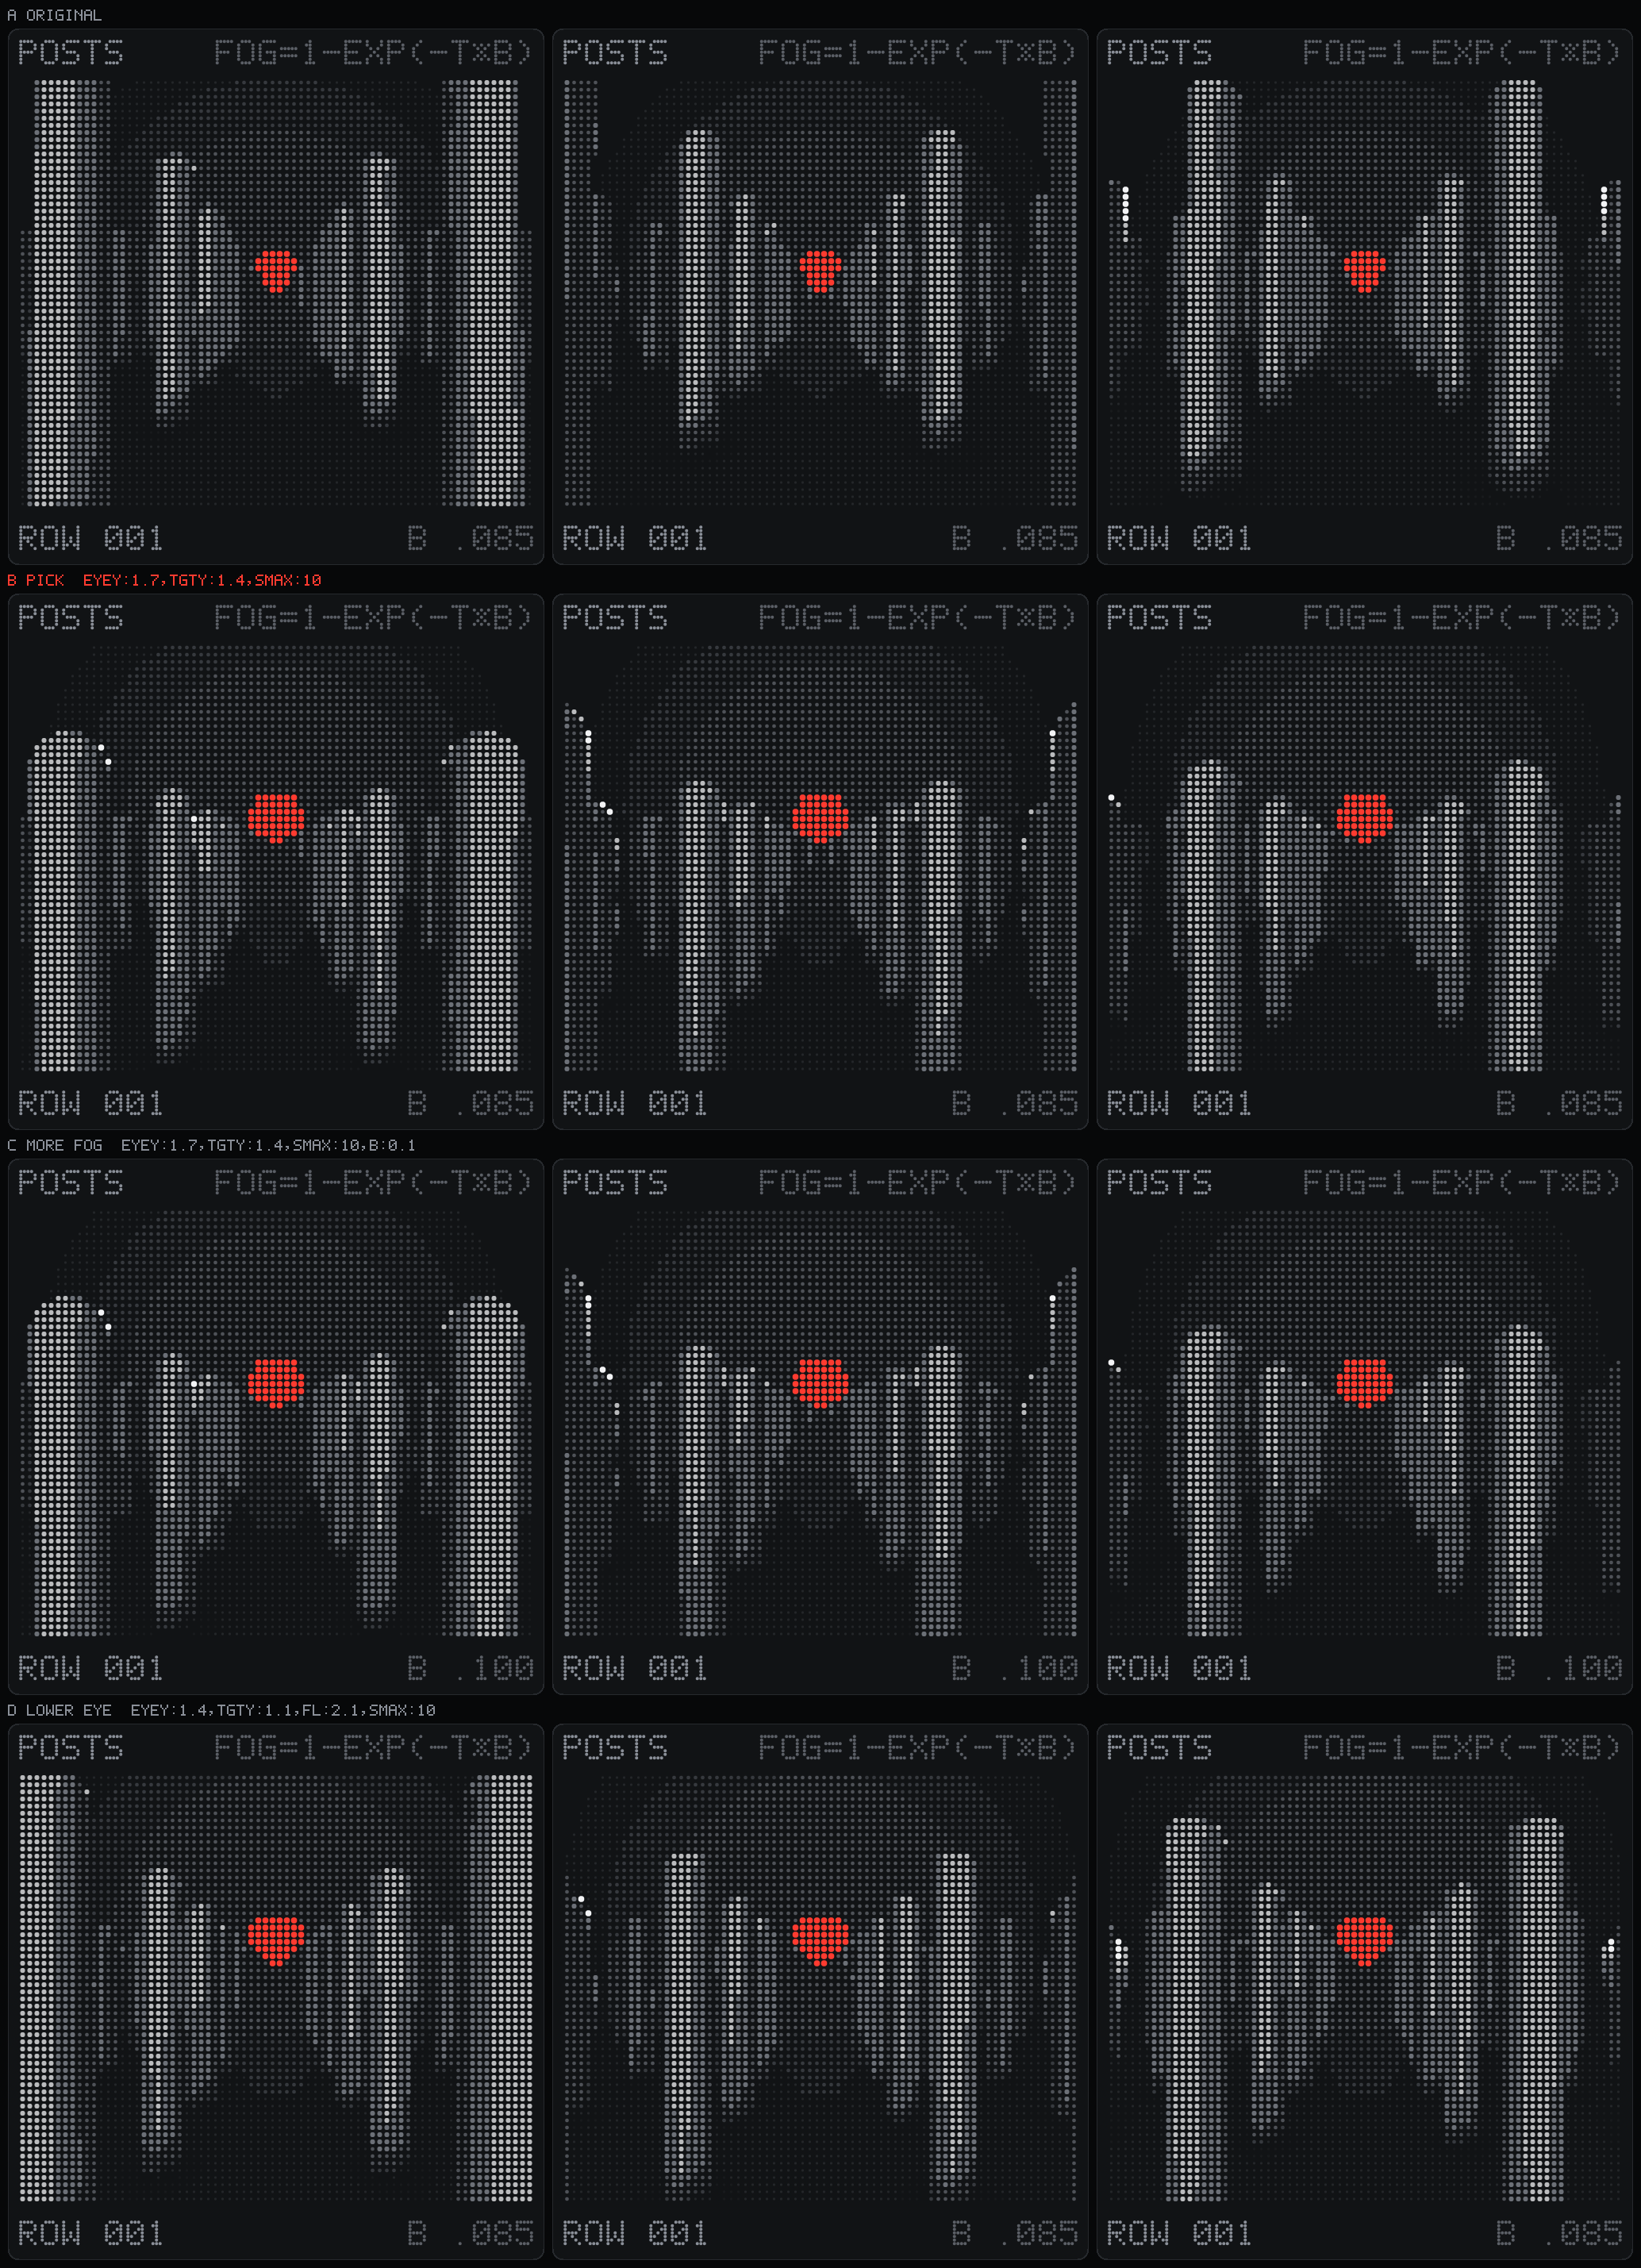 A ORIGINAL
POSTS FOG=1-EXP(-T×B) POSTS FOG=1-EXP(-T×B) POSTS FOG=1-EXP(-T×B)
ROW 001 B .085 ROW 001 B .085 ROW 001 B .085
B PICK EYEY:1.7,TGTY:1.4,SMAX:10
POSTS FOG=1-EXP(-T×B) POSTS FOG=1-EXP(-T×B) POSTS FOG=1-EXP(-T×B)
ROW 001 B .085 ROW 001 B .085 ROW 001 B .085
C MORE FOG EYEY:1.7,TGTY:1.4,SMAX:10,B:0.1
POSTS FOG=1-EXP(-T×B) POSTS FOG=1-EXP(-T×B) POSTS FOG=1-EXP(-T×B)
ROW 001 B .100 ROW 001 B .100 ROW 001 B .100
D LOWER EYE EYEY:1.4,TGTY:1.1,FL:2.1,SMAX:10
POSTS FOG=1-EXP(-T×B) POSTS FOG=1-EXP(-T×B) POSTS FOG=1-EXP(-T×B)
ROW 001 B .085 ROW 001 B .085 ROW 001 B .085